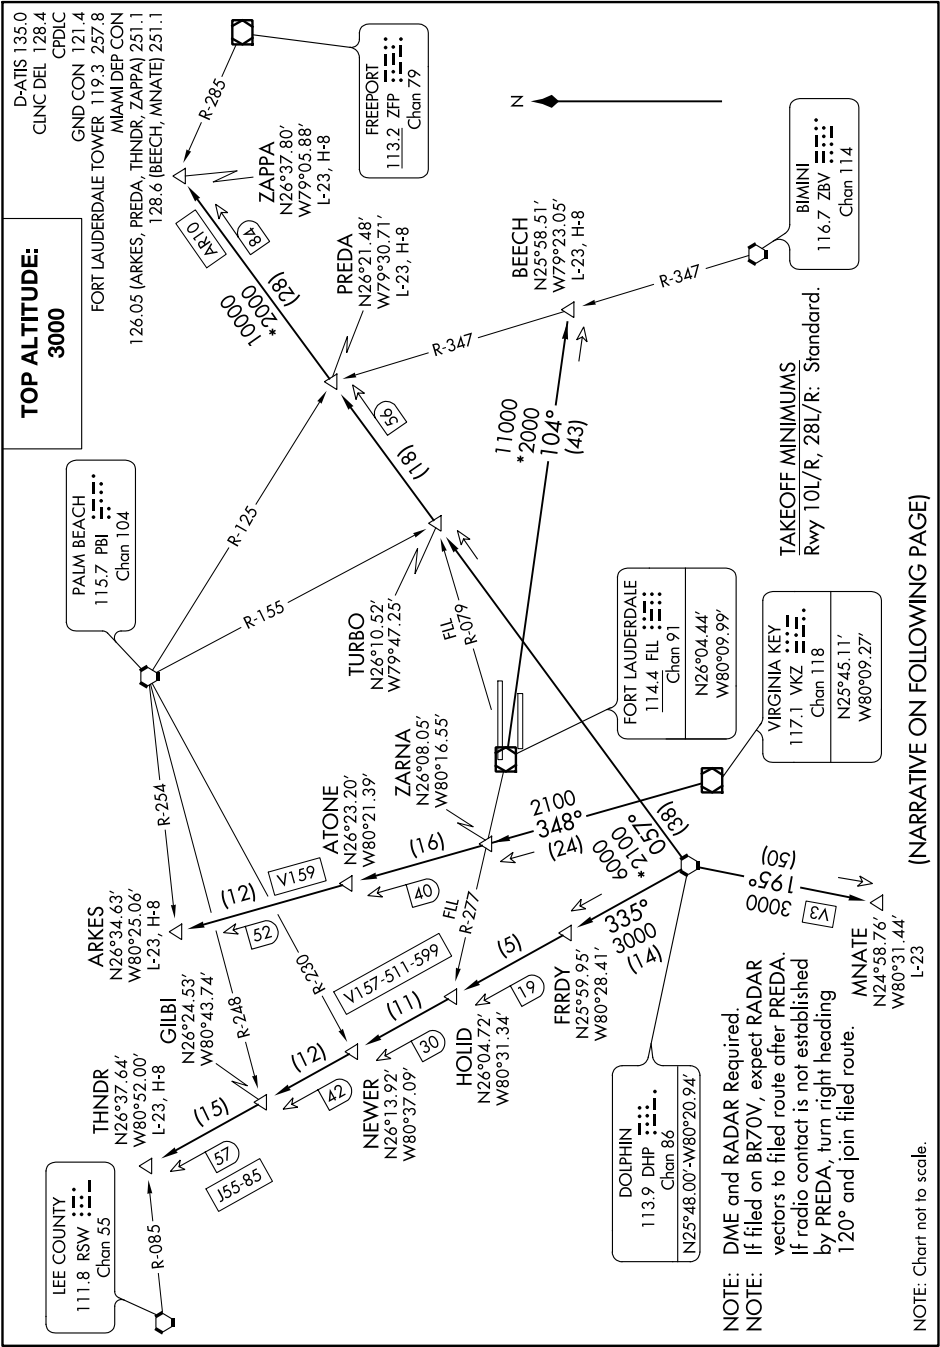 D-ATIS 135.0
CLNC DEL 128.4
CPDLC
GND CON 121.4
FORT LAUDERDALE TOWER 119.3 257.8
MIAMI DEP CON
126.05 (ARKES, PREDA, THNDR, ZAPPA) 251.1
128.6 (BEECH, MNATE) 251.1
TOP ALTITUDE:
3000
LEE COUNTY
111.8 RSW
Chan 55
R-085
THNDR
N26°37.64'
W80°52.00'
L-23, H-8
(15)
57
J55-85
GILBI
N26°24.53'
W80°43.74'
R-248
(12)
42
NEWER
N26°13.92'
W80°37.09'
R-230
(11)
30
V157-511-599
HOLID
N26°04.72'
W80°31.34'
FLL
R-277
(5)
19
FRRDY
N25°59.95'
W80°28.41'
335°
3000
(14)
ARKES
N26°34.63'
W80°25.06'
L-23, H-8
R-254
(12)
52
V159
ATONE
N26°23.20'
W80°21.39'
(16)
40
ZARNA
N26°08.05'
W80°16.55'
2100
348°
(24)
PALM BEACH
115.7 PBI
Chan 104
R-125
R-155
TURBO
N26°10.52'
W79°47.25'
FLL
R-079
6000
*2100
057°
(38)
(18)
56
PREDA
N26°21.48'
W79°30.71'
L-23, H-8
10000
*2000
(28)
AR10
84
ZAPPA
N26°37.80'
W79°05.88'
L-23, H-8
R-285
FREEPORT
113.2 ZFP
Chan 79
N
R-347
BEECH
N25°58.51'
W79°23.05'
L-23, H-8
R-347
11000
*2000
104°
(43)
BIMINI
116.7 ZBV
Chan 114
TAKEOFF MINIMUMS
Rwy 10L/R, 28L/R: Standard.
FORT LAUDERDALE
114.4 FLL
Chan 91
N26°04.44'
W80°09.99'
VIRGINIA KEY
117.1 VKZ
Chan 118
N25°45.11'
W80°09.27'
DOLPHIN
113.9 DHP
Chan 86
N25°48.00'-W80°20.94'
3000
195°
(50)
V3
MNATE
N24°58.76'
W80°31.44'
L-23
NOTE: DME and RADAR Required.
NOTE: If filed on BR70V, expect RADAR
vectors to filed route after PREDA.
If radio contact is not established
by PREDA, turn right heading
120° and join filed route.
(NARRATIVE ON FOLLOWING PAGE)
NOTE: Chart not to scale.